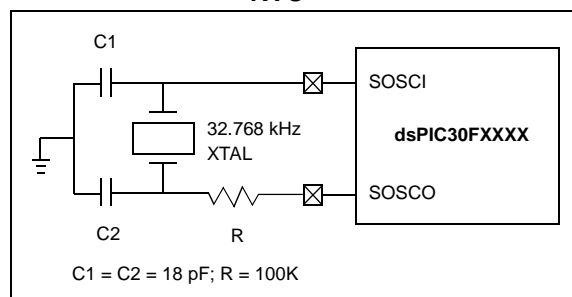 C1
SOSCI
32.768 kHz
XTAL
dsPIC30FXXXX
SOSCO
C2
R
C1 = C2 = 18 pF; R = 100K